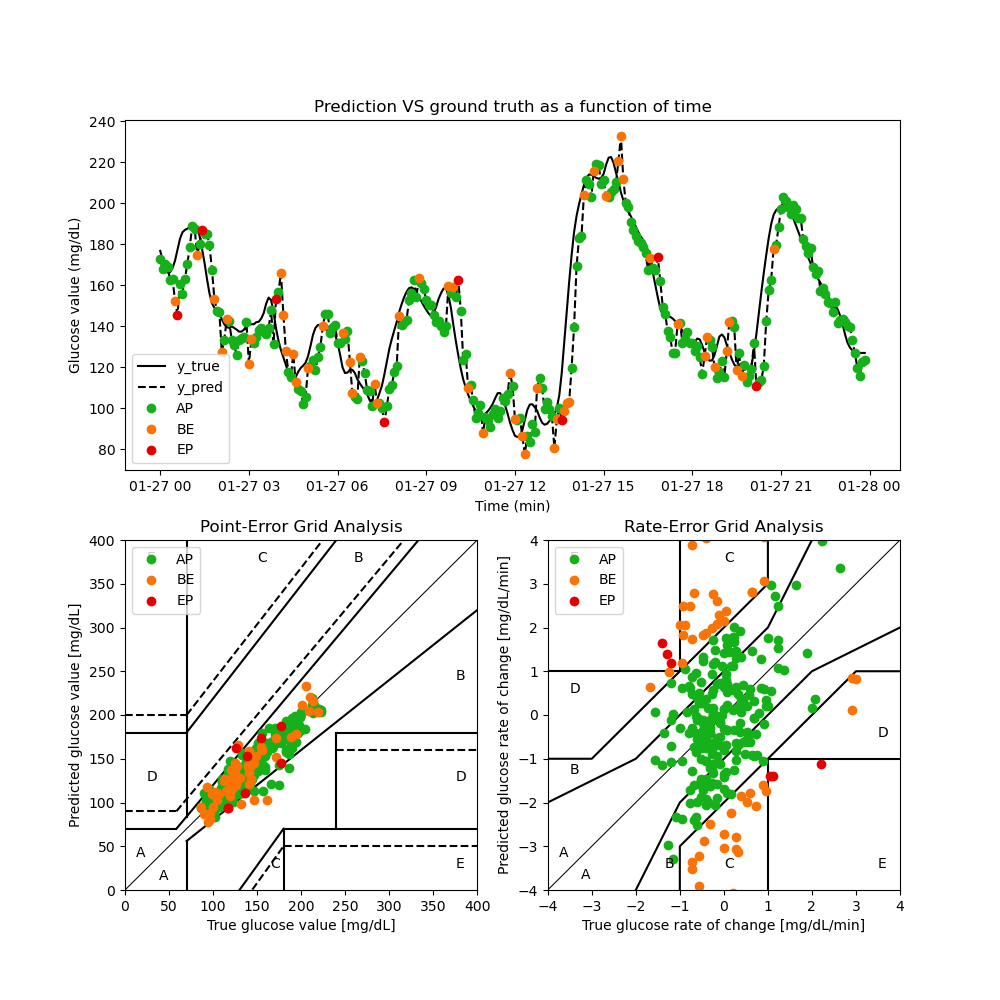 Prediction VS ground truth as a function of time
Glucose value (mg/dL)
240
220
200
180
160
140
120
100
80
y_true
y_pred
AP
BE
EP
01-27 00 01-27 03 01-27 06 01-27 09 01-27 12 01-27 15 01-27 18 01-27 21 01-28 00
Time (min)
Point-Error Grid Analysis
Predicted glucose value [mg/dL]
400
350
300
250
200
150
100
50
0
AP
BE
EP
C B
B
D D
A
A
C E
0 50 100 150 200 250 300 350 400
True glucose value [mg/dL]
Rate-Error Grid Analysis
Predicted glucose rate of change [mg/dL/min]
4
3
2
1
0
−1
−2
−3
−4
AP
BE
EP
C
D
D
B
A
A
B C E
−4 −3 −2 −1 0 1 2 3 4
True glucose rate of change [mg/dL/min]